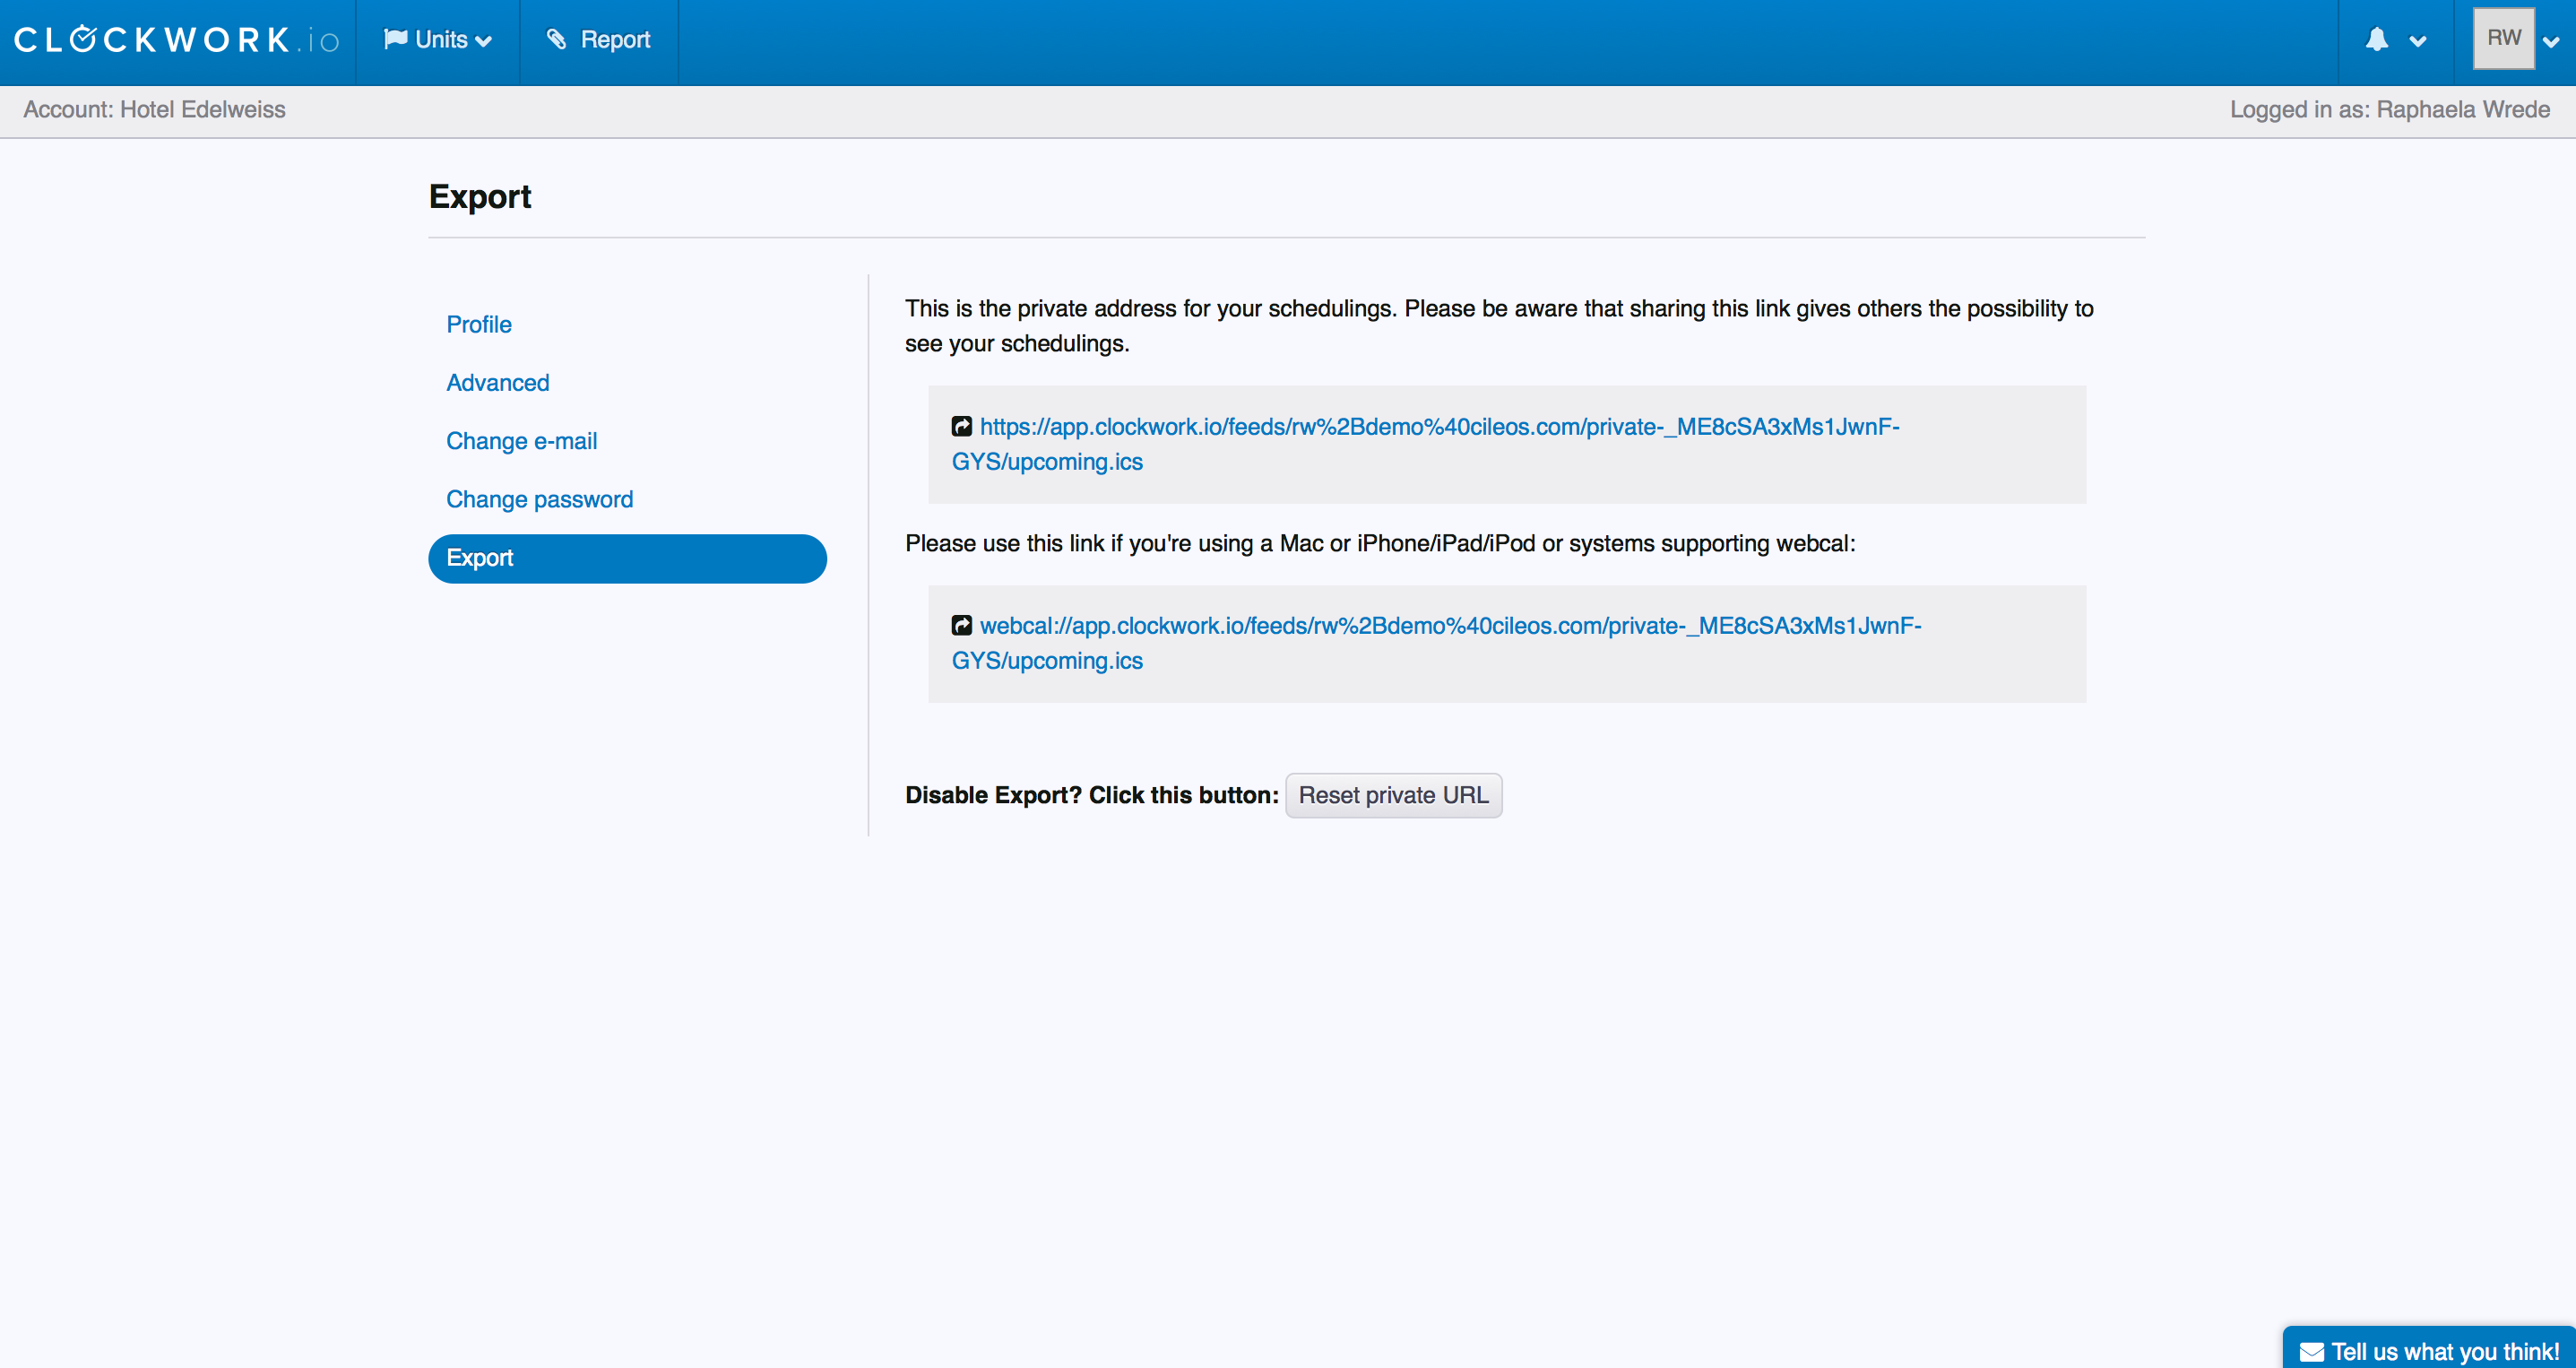 CLOCKWORK.io
Units
Report
RW
Account: Hotel Edelweiss
Logged in as: Raphaela Wrede
Export
Profile
Advanced
Change e-mail
Change password
Export
This is the private address for your schedulings. Please be aware that sharing this link gives others the possibility to
see your schedulings.
https://app.clockwork.io/feeds/rw%2Bdemo%40cileos.com/private-_ME8cSA3xMs1JwnF-
GYS/upcoming.ics
Please use this link if you're using a Mac or iPhone/iPad/iPod or systems supporting webcal:
webcal://app.clockwork.io/feeds/rw%2Bdemo%40cileos.com/private-_ME8cSA3xMs1JwnF-
GYS/upcoming.ics
Disable Export? Click this button: Reset private URL
Tell us what you think!